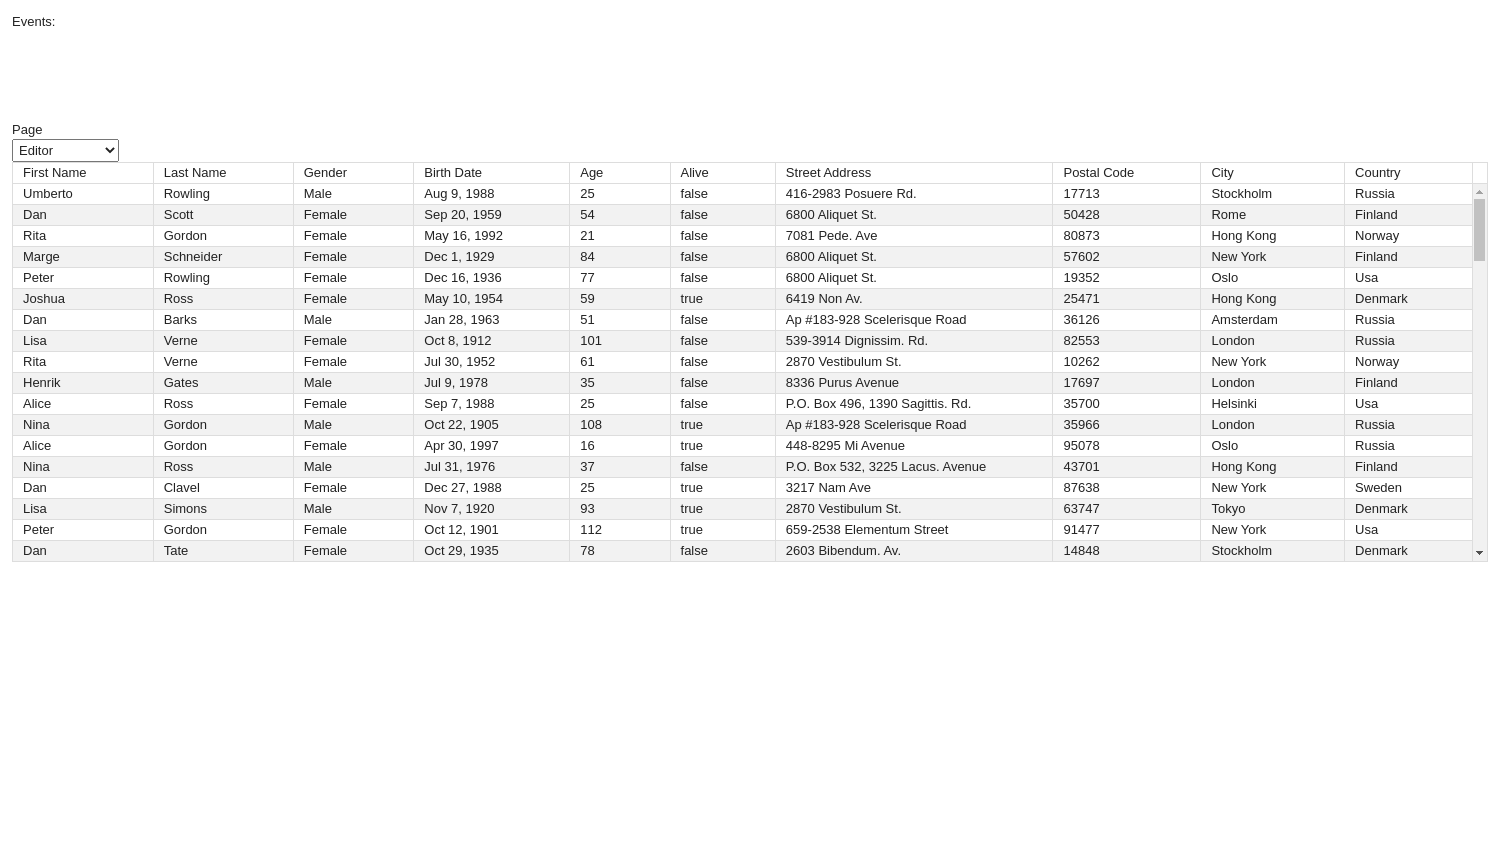 Events:
Page
Editor
First Name Last Name Gender Birth Date Age Alive Street Address Postal Code City Country
Umberto Rowling Male Aug 9, 1988 25 false 416-2983 Posuere Rd. 17713 Stockholm Russia
Dan Scott Female Sep 20, 1959 54 false 6800 Aliquet St. 50428 Rome Finland
Rita Gordon Female May 16, 1992 21 false 7081 Pede. Ave 80873 Hong Kong Norway
Marge Schneider Female Dec 1, 1929 84 false 6800 Aliquet St. 57602 New York Finland
Peter Rowling Female Dec 16, 1936 77 false 6800 Aliquet St. 19352 Oslo Usa
Joshua Ross Female May 10, 1954 59 true 6419 Non Av. 25471 Hong Kong Denmark
Dan Barks Male Jan 28, 1963 51 false Ap #183-928 Scelerisque Road 36126 Amsterdam Russia
Lisa Verne Female Oct 8, 1912 101 false 539-3914 Dignissim. Rd. 82553 London Russia
Rita Verne Female Jul 30, 1952 61 false 2870 Vestibulum St. 10262 New York Norway
Henrik Gates Male Jul 9, 1978 35 false 8336 Purus Avenue 17697 London Finland
Alice Ross Female Sep 7, 1988 25 false P.O. Box 496, 1390 Sagittis. Rd. 35700 Helsinki Usa
Nina Gordon Male Oct 22, 1905 108 true Ap #183-928 Scelerisque Road 35966 London Russia
Alice Gordon Female Apr 30, 1997 16 true 448-8295 Mi Avenue 95078 Oslo Russia
Nina Ross Male Jul 31, 1976 37 false P.O. Box 532, 3225 Lacus. Avenue 43701 Hong Kong Finland
Dan Clavel Female Dec 27, 1988 25 true 3217 Nam Ave 87638 New York Sweden
Lisa Simons Male Nov 7, 1920 93 true 2870 Vestibulum St. 63747 Tokyo Denmark
Peter Gordon Female Oct 12, 1901 112 true 659-2538 Elementum Street 91477 New York Usa
Dan Tate Female Oct 29, 1935 78 false 2603 Bibendum. Av. 14848 Stockholm Denmark